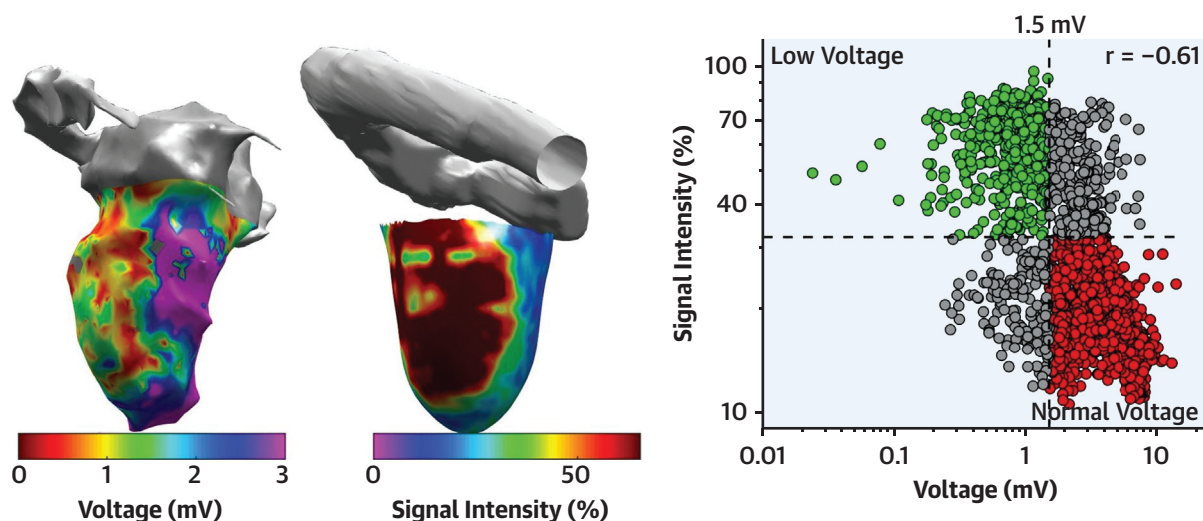 0 1 2 3
Voltage (mV)
0 50
Signal Intensity (%)
1.5 mV
Low Voltage r = −0.61
100
70
40
10
Signal Intensity (%)
Normal Voltage
0.01 0.1 1 10
Voltage (mV)